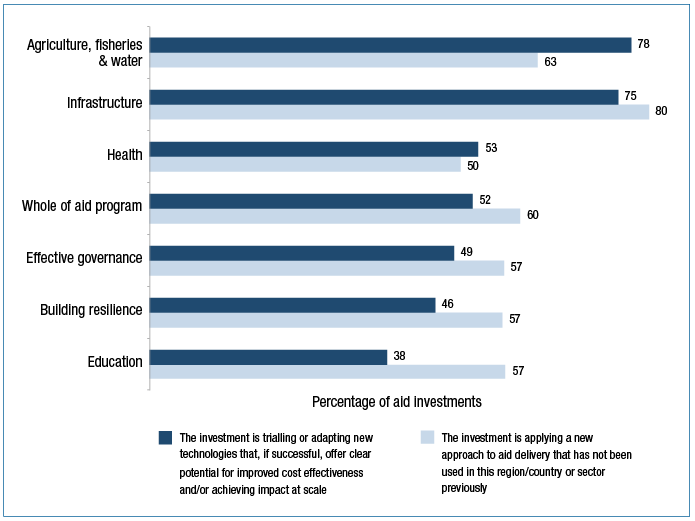 Agriculture, fisheries
& water
78
63
Infrastructure
75
80
Health
53
50
Whole of aid program
52
60
Effective governance
49
57
Building resilience
46
57
Education
38
57
Percentage of aid investments
The investment is trialling or adapting new
technologies that, if successful, offer clear
potential for improved cost effectiveness
and/or achieving impact at scale
The investment is applying a new
approach to aid delivery that has not been
used in this region/country or sector
previously